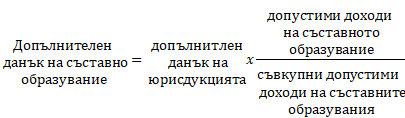 Допълнителен
данък на съставно
образувание
=
допълнитлен
данък на
юрисдукцията
x
допустими доходи
на съставното
образувание
съвкупни допустими
доходи на съставните
образувания